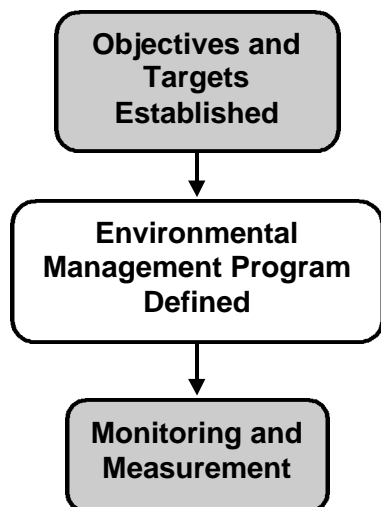 Objectives and
Targets
Established
Environmental
Management Program
Defined
Monitoring and
Measurement